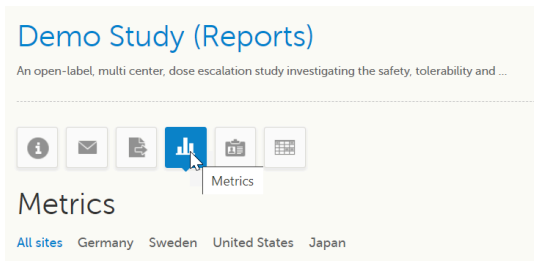 Demo Study (Reports)
An open-label, multi center, dose escalation study investigating the safety, tolerability and ...
Metrics
Metrics
All sites Germany Sweden United States Japan